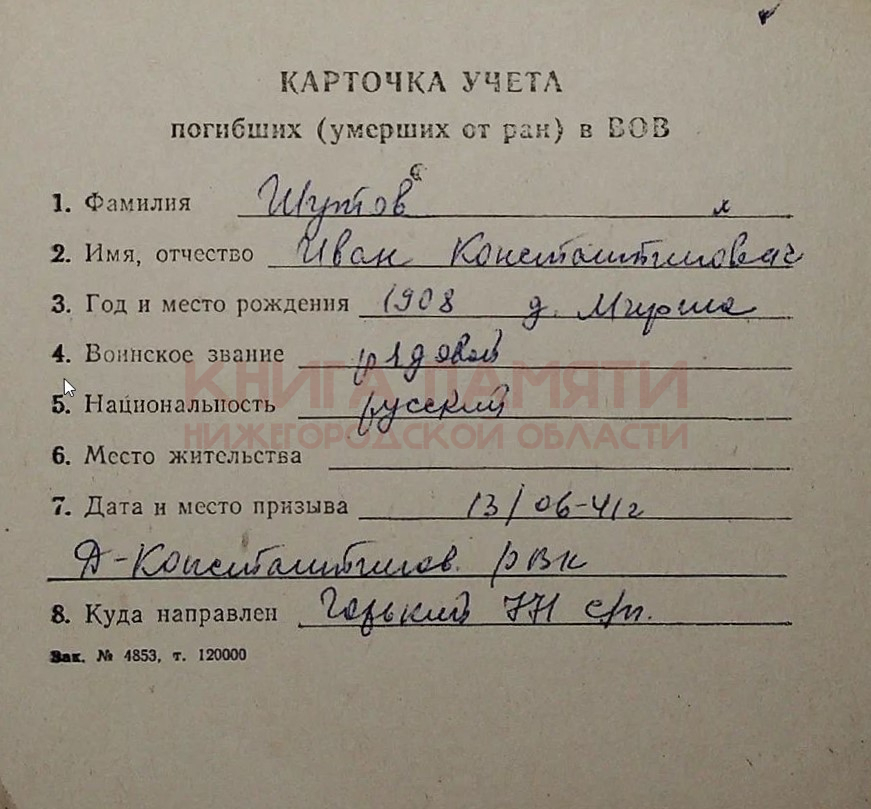 КАРТОЧКА УЧЕТА
погибших (умерших от ран) в ВОВ
1. Фамилия Шутов
2. Имя, отчество Иван Константинович
3. Год и место рождения 1908 д.
4. Воинское звание рядовой
КНИГА ПАМЯТИ
5. Национальность русский
НИЖЕГОРОДСКОЙ ОБЛАСТИ
6. Место жительства
7. Дата и место призыва 13/06-41г
Д-Константинов. РВК
8. Куда направлен Горький 771 с/п.
Зак. № 4853, т. 120000